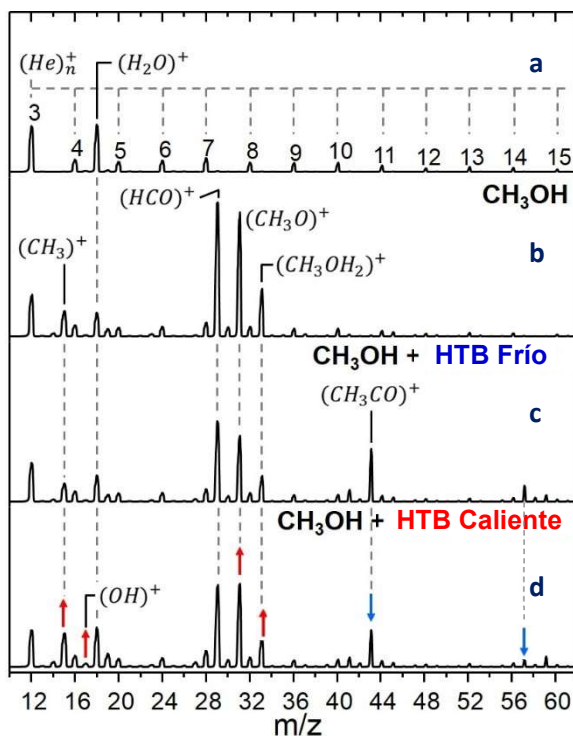 a
(He)ₙ⁺ (H₂O)⁺
3 4 5 6 7 8 9 10 11 12 13 14 15
CH₃OH
b
(HCO)⁺
(CH₃O)⁺
(CH₃)⁺
(CH₃OH₂)⁺
CH₃OH + HTB Frío
c
(CH₃CO)⁺
CH₃OH + HTB Caliente
d
(OH)⁺
12 16 20 24 28 32 36 40 44 48 52 56 60
m/z